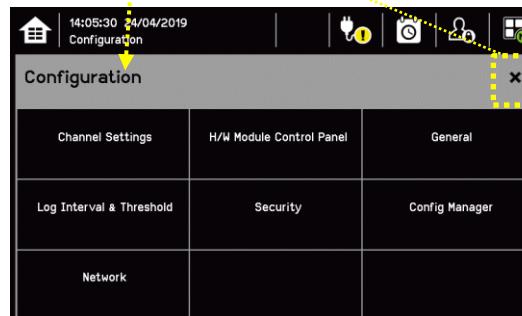 14:05:30 24/04/2019
Configuration
Configuration
×
Channel Settings
H/W Module Control Panel
General
Log Interval & Threshold
Security
Config Manager
Network